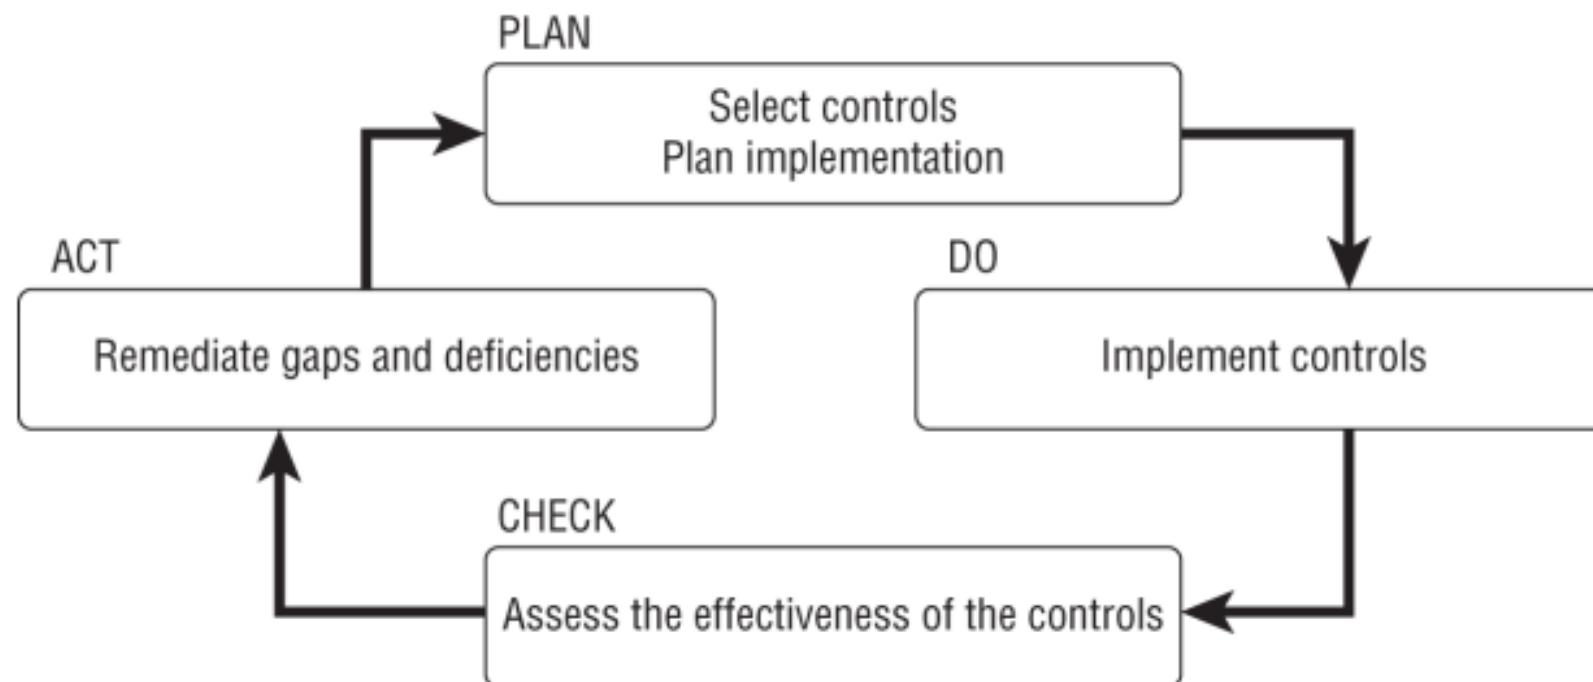 PLAN
Select controls
Plan implementation
ACT
Remediate gaps and deficiencies
DO
Implement controls
CHECK
Assess the effectiveness of the controls